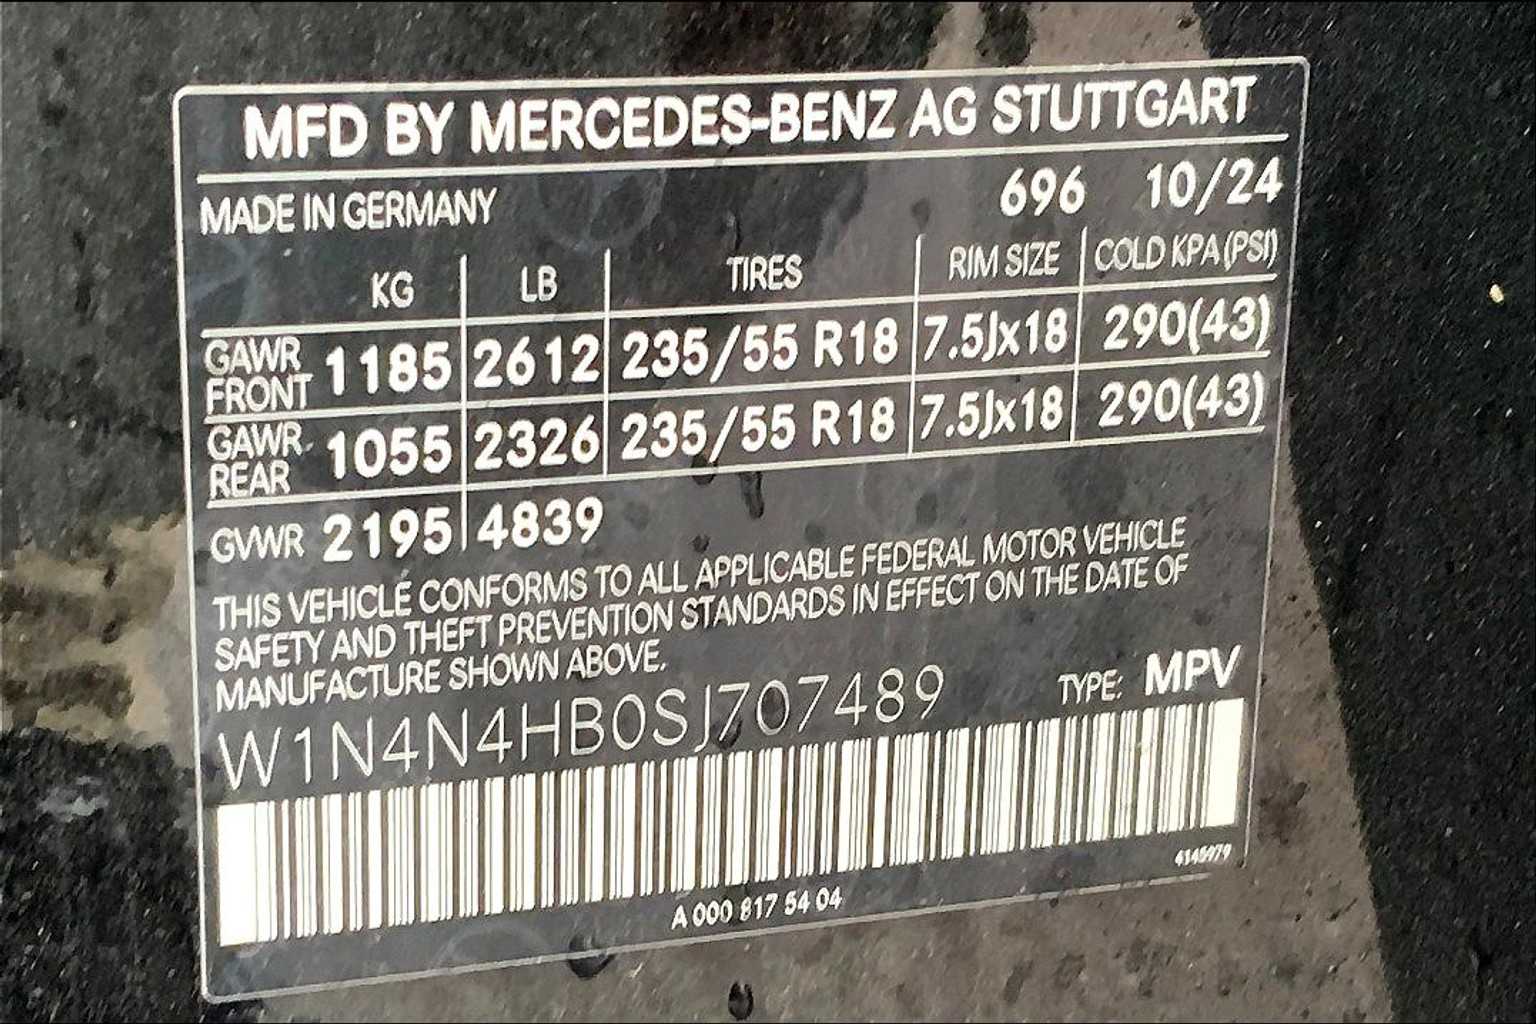 MFD BY MERCEDES-BENZ AG STUTTGART
MADE IN GERMANY 696 10/24
KG LB TIRES RIM SIZE COLD KPA (PSI)
GAWR FRONT 1185 2612 235/55 R18 7.5Jx18 290(43)
GAWR REAR 1055 2326 235/55 R18 7.5Jx18 290(43)
GVWR 2195 4839
THIS VEHICLE CONFORMS TO ALL APPLICABLE FEDERAL MOTOR VEHICLE
SAFETY AND THEFT PREVENTION STANDARDS IN EFFECT ON THE DATE OF
MANUFACTURE SHOWN ABOVE.
W1N4N4HB0SJ707489 TYPE: MPV
4145979
A 000 817 54 04